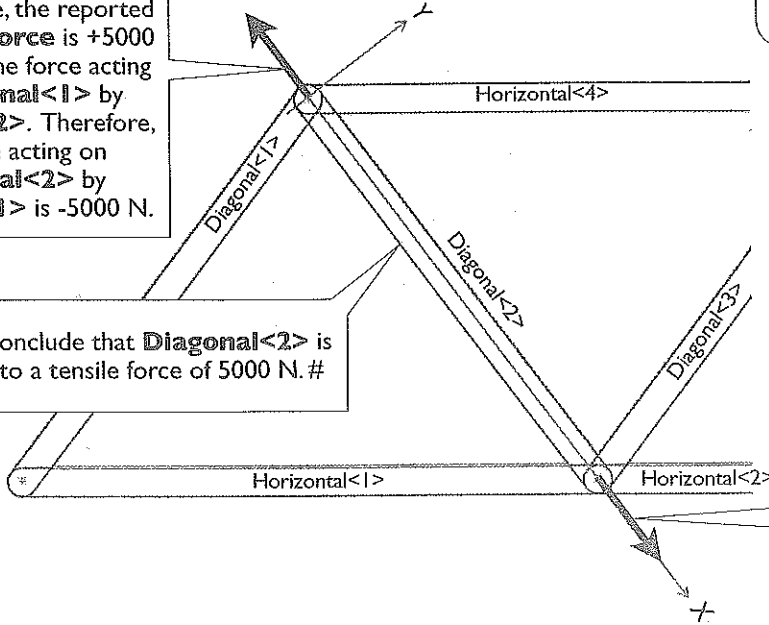 e, the reported
orce is +5000
ne force acting
nal<1> by
2>. Therefore,
acting on
al<2> by
l> is -5000 N.
Y
Horizontal<4>
Diagonal<1>
Diagonal<2>
Diagonal<3>
onclude that Diagonal<2> is
to a tensile force of 5000 N.#
Horizontal<1>
Horizontal<2>
X